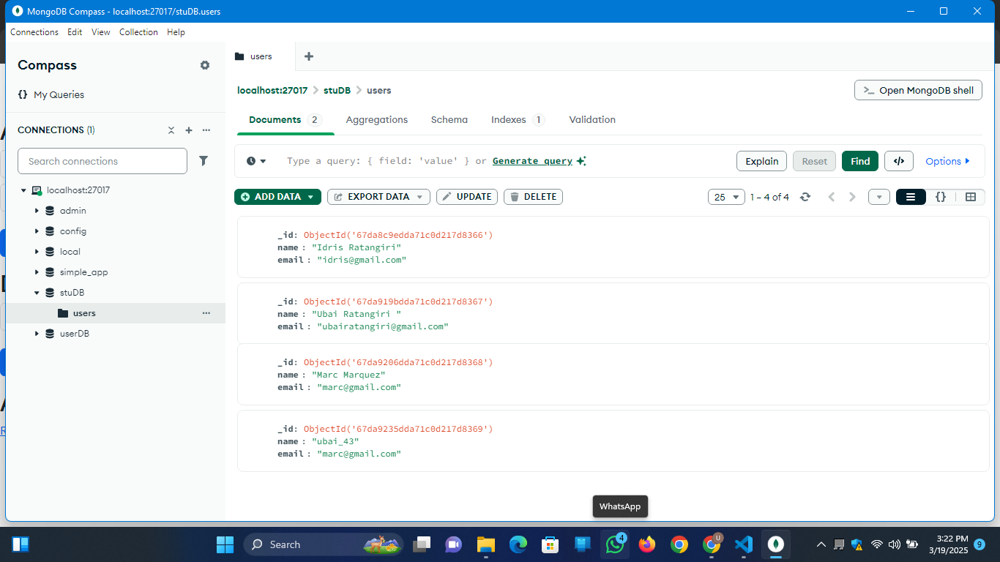 MongoDB Compass - localhost:27017/stuDB.users
Connections Edit View Collection Help
Compass
{} My Queries
CONNECTIONS (1)
Search connections
localhost:27017
admin
config
local
simple_app
stuDB
users
userDB
users
localhost:27017 > stuDB > users
>_ Open MongoDB shell
Documents 2 Aggregations Schema Indexes 1 Validation
Type a query: { field: 'value' } or Generate query
Explain Reset Find </> Options
ADD DATA EXPORT DATA UPDATE DELETE
25 1 – 4 of 4 {}
_id: ObjectId('67da8c9edda71c0d217d8366')
name : "Idris Ratangiri"
email : "idris@gmail.com"
_id: ObjectId('67da919bdda71c0d217d8367')
name : "Ubai Ratangiri "
email : "ubairatangiri@gmail.com"
_id: ObjectId('67da9206dda71c0d217d8368')
name : "Marc Marquez"
email : "marc@gmail.com"
_id: ObjectId('67da9235dda71c0d217d8369')
name : "ubai_43"
email : "marc@gmail.com"
WhatsApp
Search
4
U
3:22 PM
3/19/2025
9